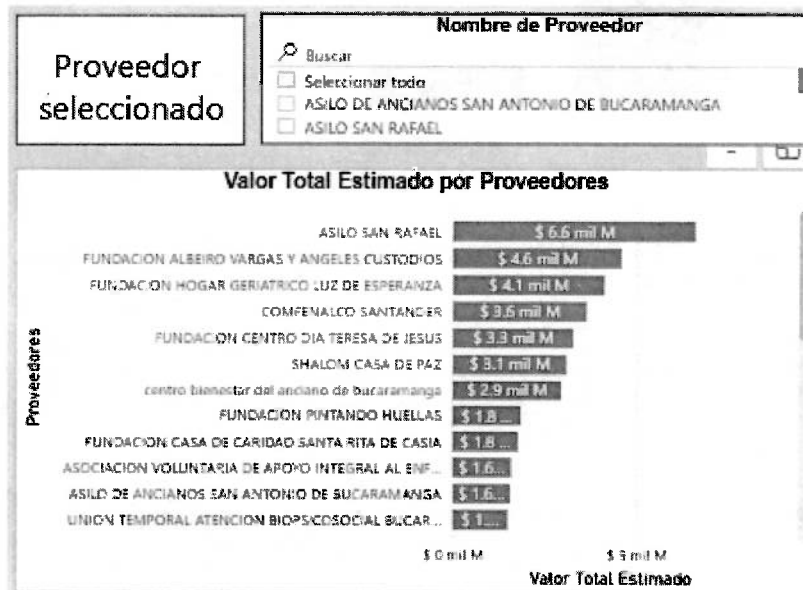 Nombre de Proveedor
Proveedor
seleccionado
Buscar
Seleccionar todo
ASILO DE ANCIANOS SAN ANTONIO DE BUCARAMANGA
ASILO SAN RAFAEL
Valor Total Estimado por Proveedores
ASILO SAN RAFAEL $ 6.6 mil M
FUNDACION ALBEIRO VARGAS Y ANGELES CUSTODIOS $ 4.6 mil M
FUNDACION HOGAR GERIATRICO LUZ DE ESPERANZA $ 4.1 mil M
COMFENALCO SANTANDER $ 3.6 mil M
FUNDACION CENTRO DIA TERESA DE JESUS $ 3.3 mil M
SHALOM CASA DE PAZ $ 3.1 mil M
centro bienestar del anciano de bucaramanga $ 2.9 mil M
FUNDACION PINTANDO HUELLAS $ 1.8 ...
FUNDACION CASA DE CARIDAD SANTA RITA DE CASIA $ 1.8 ...
ASOCIACION VOLUNTARIA DE APOYO INTEGRAL AL ENF... $ 1.6...
ASILO DE ANCIANOS SAN ANTONIO DE BUCARAMANGA $ 1.6...
UNION TEMPORAL ATENCION BIOPSICOSOCIAL BUCAR... $ 1....
Proveedores
$ 0 mil M $ 5 mil M
Valor Total Estimado